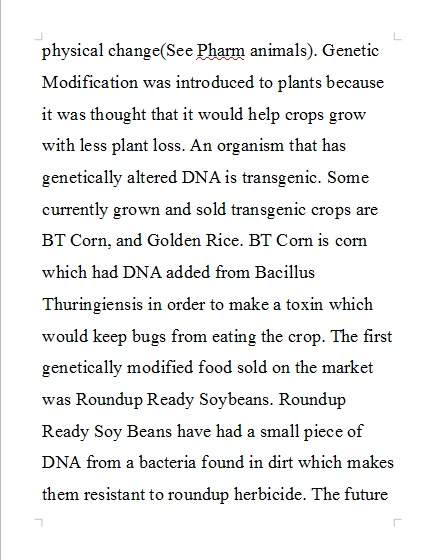 physical change(See Pharm animals). Genetic
Modification was introduced to plants because
it was thought that it would help crops grow
with less plant loss. An organism that has
genetically altered DNA is transgenic. Some
currently grown and sold transgenic crops are
BT Corn, and Golden Rice. BT Corn is corn
which had DNA added from Bacillus
Thuringiensis in order to make a toxin which
would keep bugs from eating the crop. The first
genetically modified food sold on the market
was Roundup Ready Soybeans. Roundup
Ready Soy Beans have had a small piece of
DNA from a bacteria found in dirt which makes
them resistant to roundup herbicide. The future